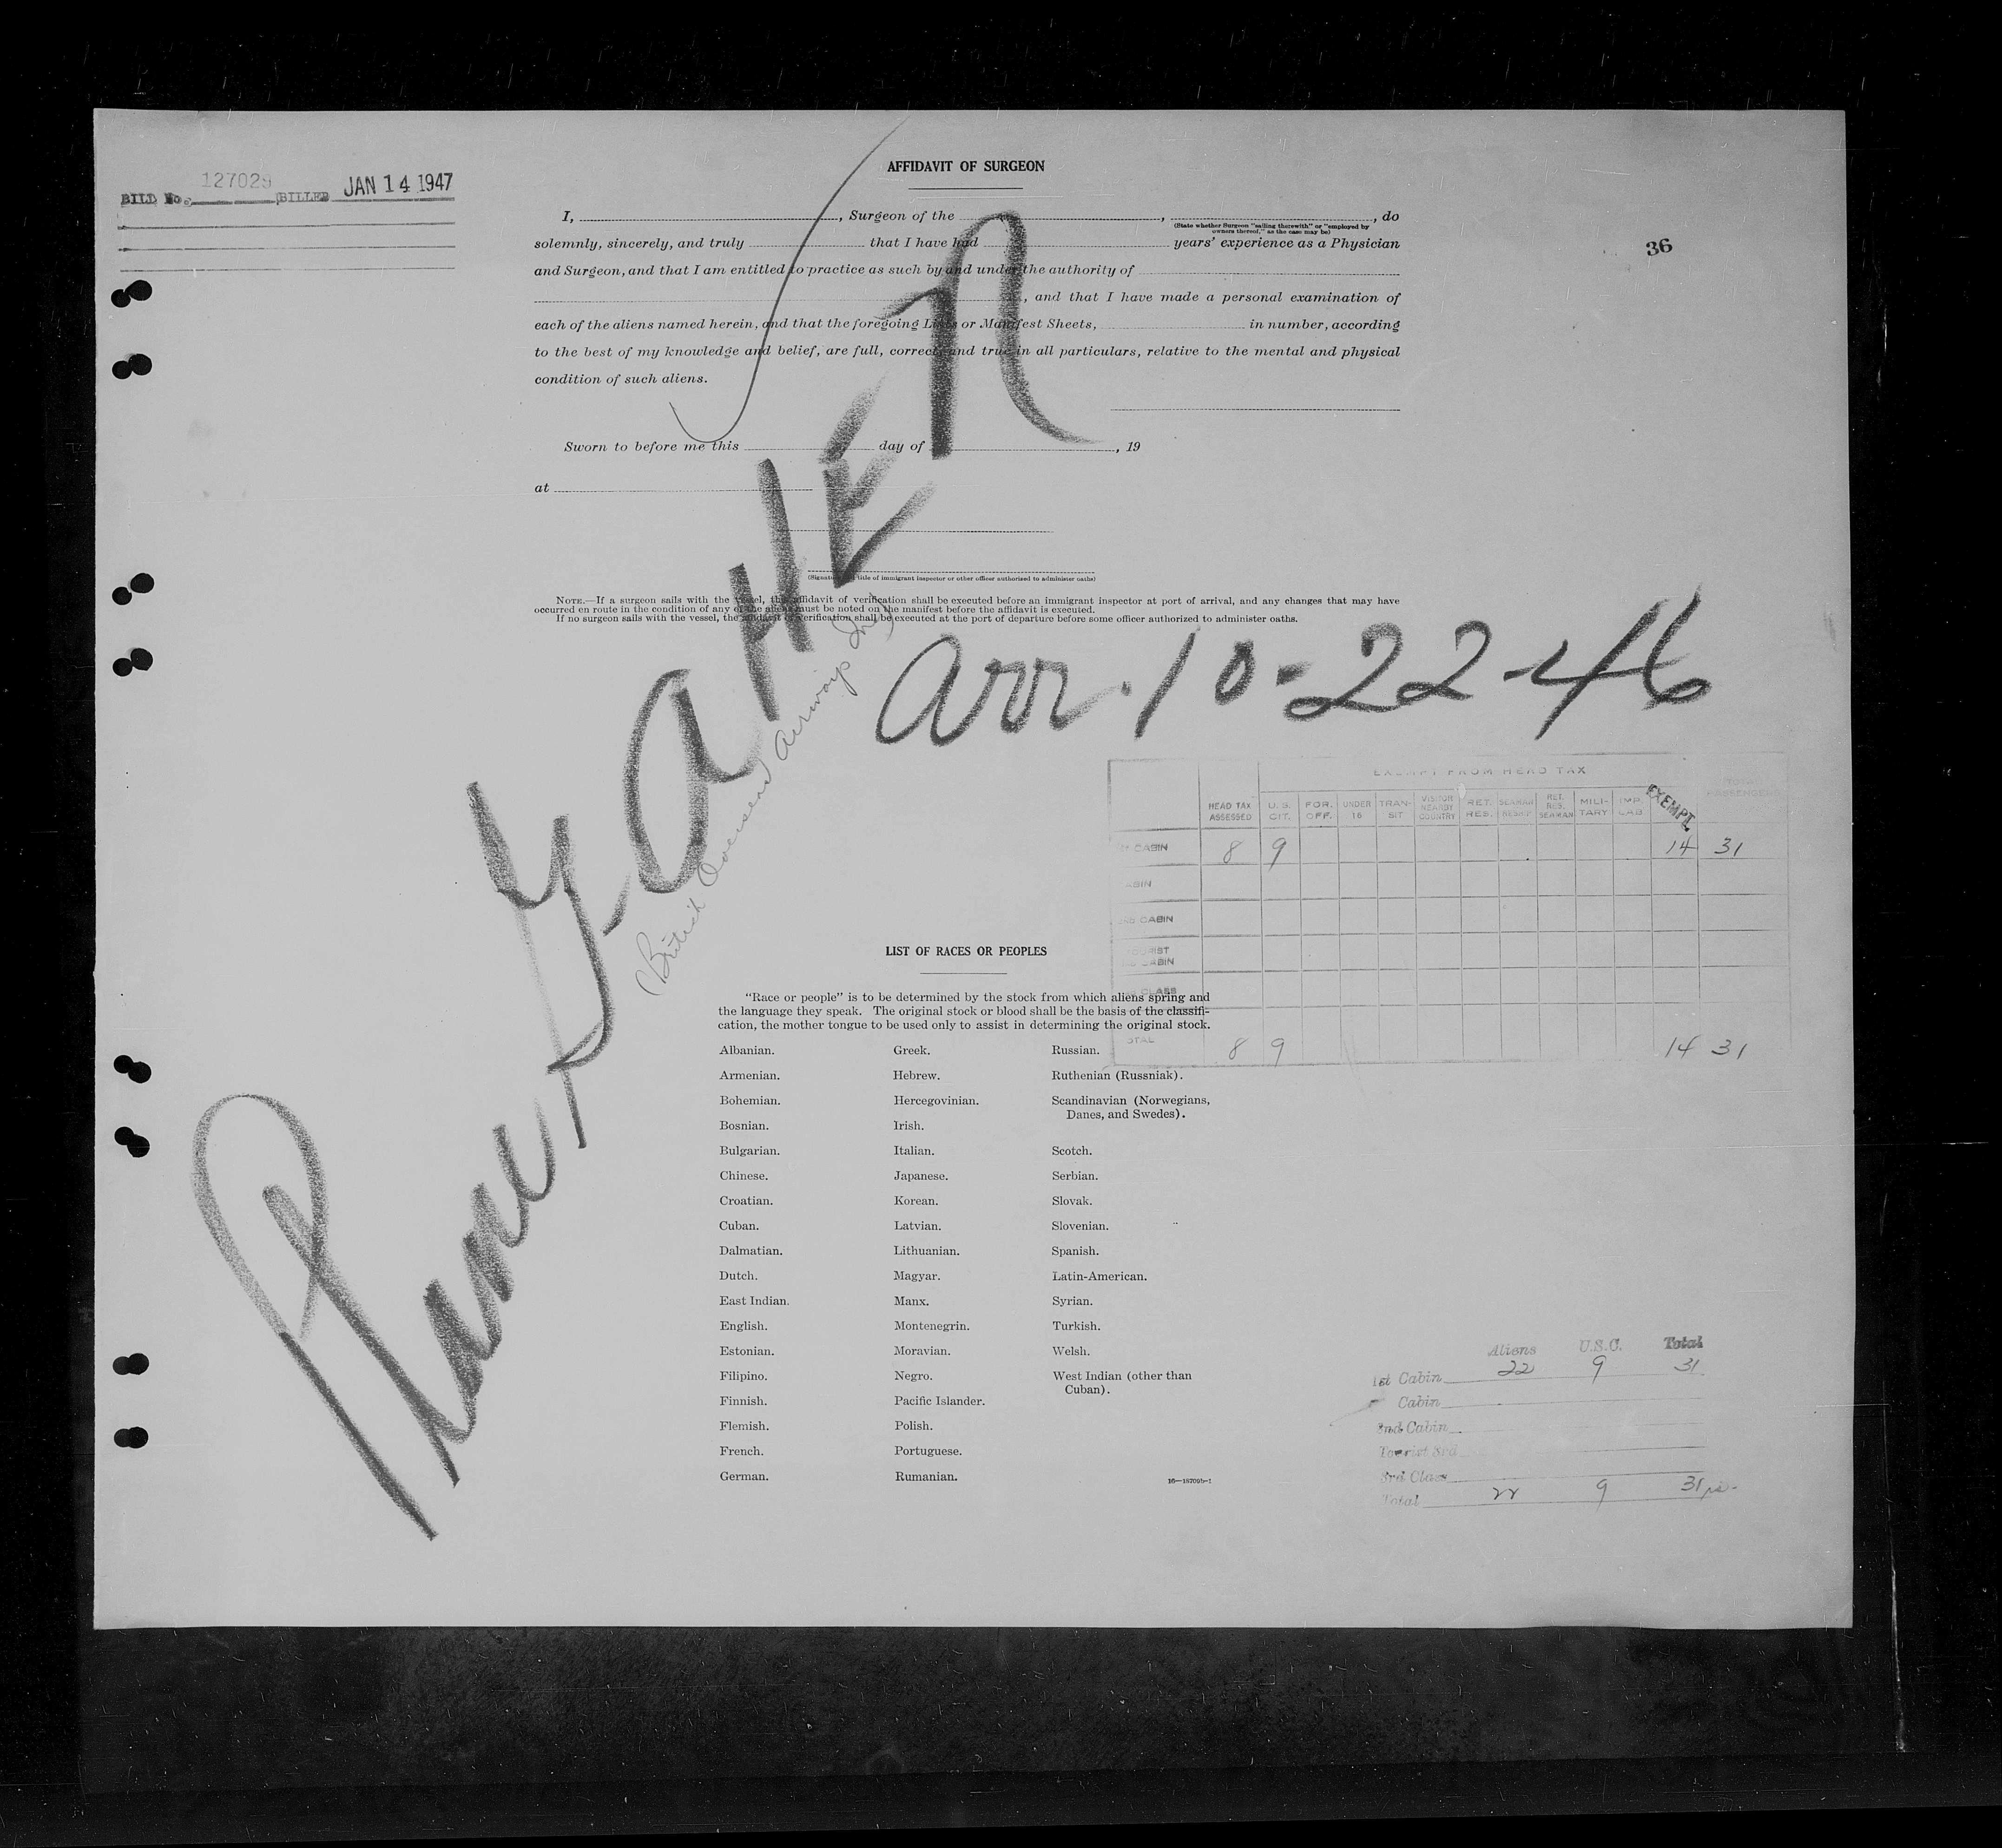 BILL No. 127029 BILLED JAN 14 1947
36
AFFIDAVIT OF SURGEON
I, , Surgeon of the , , do
(State whether Surgeon "sailing therewith" or "employed by
owners thereof," as the case may be)
solemnly, sincerely, and truly that I have had years' experience as a Physician
and Surgeon, and that I am entitled to practice as such by and under the authority of
, and that I have made a personal examination of
each of the aliens named herein, and that the foregoing Lists or Manifest Sheets, in number, according
to the best of my knowledge and belief, are full, correct, and true in all particulars, relative to the mental and physical
condition of such aliens.
Sworn to before me this day of , 19
at
(Signature and title of immigrant inspector or other officer authorized to administer oaths)
NOTE.—If a surgeon sails with the vessel, the affidavit of verification shall be executed before an immigrant inspector at port of arrival, and any changes that may have
occurred en route in the condition of any of the aliens must be noted on the manifest before the affidavit is executed.
If no surgeon sails with the vessel, the affidavit of verification shall be executed at the port of departure before some officer authorized to administer oaths.
Plane G-AHEN
(British Overseas Airways Inc)
arr. 10-22-46
EXEMPT FROM HEAD TAX
HEAD TAX ASSESSED U.S. CIT. FOR. OFF. UNDER 16 TRANSIT VISITOR NEARBY COUNTRY RET. RES. SEAMAN RET. RES. SEAMAN MILITARY EXEMPT TOTAL PASSENGERS
CABIN 8 9 14 31
CABIN
2nd CABIN
TOURIST
CABIN
CLASS
TOTAL 8 9 14 31
LIST OF RACES OR PEOPLES
"Race or people" is to be determined by the stock from which aliens spring and
the language they speak. The original stock or blood shall be the basis of the classifi-
cation, the mother tongue to be used only to assist in determining the original stock.
Albanian. Greek. Russian.
Armenian. Hebrew. Ruthenian (Russniak).
Bohemian. Hercegovinian. Scandinavian (Norwegians,
Danes, and Swedes).
Bosnian. Irish.
Bulgarian. Italian. Scotch.
Chinese. Japanese. Serbian.
Croatian. Korean. Slovak.
Cuban. Latvian. Slovenian.
Dalmatian. Lithuanian. Spanish.
Dutch. Magyar. Latin-American.
East Indian. Manx. Syrian.
English. Montenegrin. Turkish.
Estonian. Moravian. Welsh.
Filipino. Negro. West Indian (other than
Cuban).
Finnish. Pacific Islander.
Flemish. Polish.
French. Portuguese.
German. Rumanian.
16—18709b-1
Aliens U.S.C. Total
1st Cabin 22 9 31
Cabin
2nd Cabin
Tourist 3rd
3rd Class
Total 22 9 31